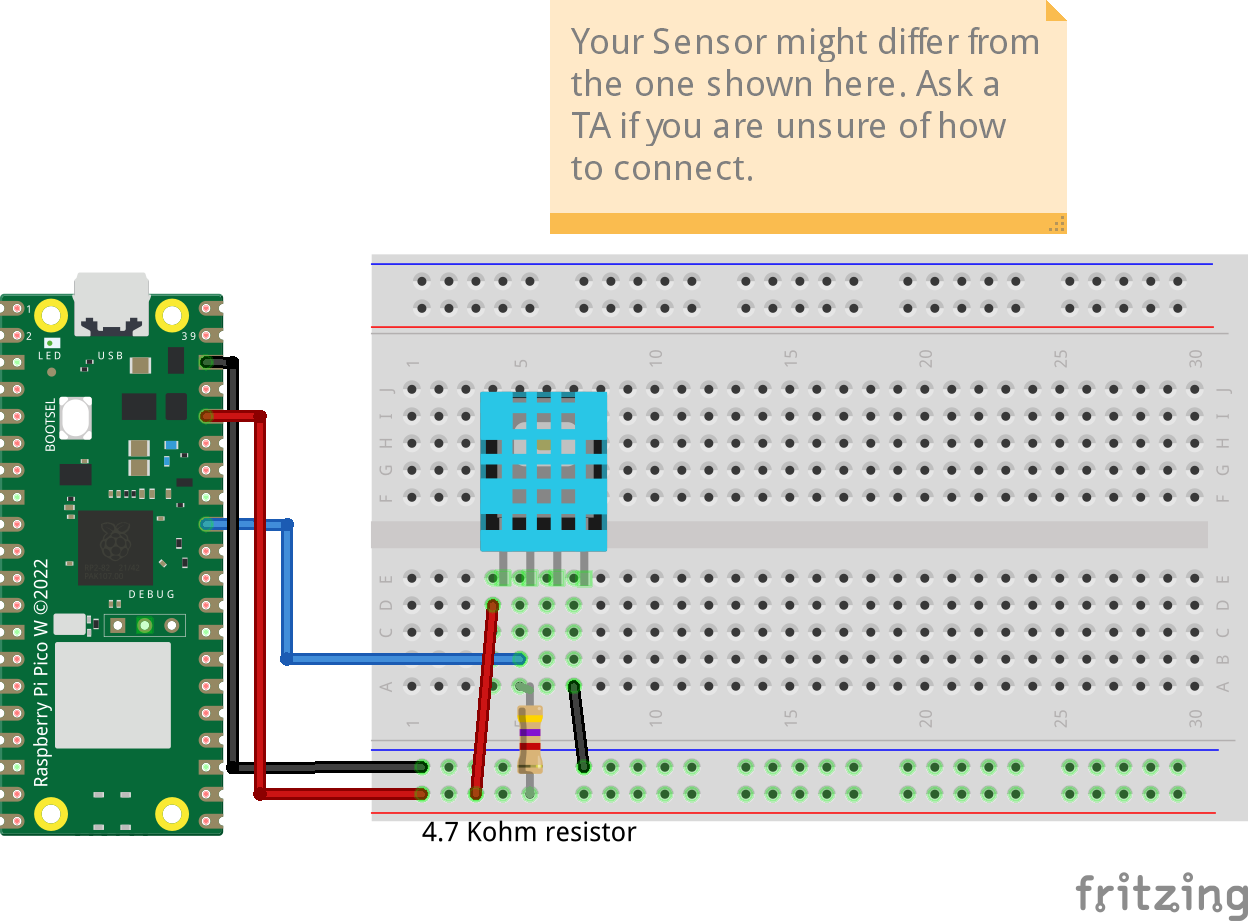 Your Sensor might differ from
the one shown here. Ask a
TA if you are unsure of how
to connect.
1
2
39
LED
USB
BOOTSEL
DEBUG
Raspberry Pi Pico W ©2022
1
5
10
15
20
25
30
J
I
H
G
F
J
I
H
G
F
E
D
C
B
A
E
D
C
B
A
1
5
10
15
20
25
30
4.7 Kohm resistor
fritzing